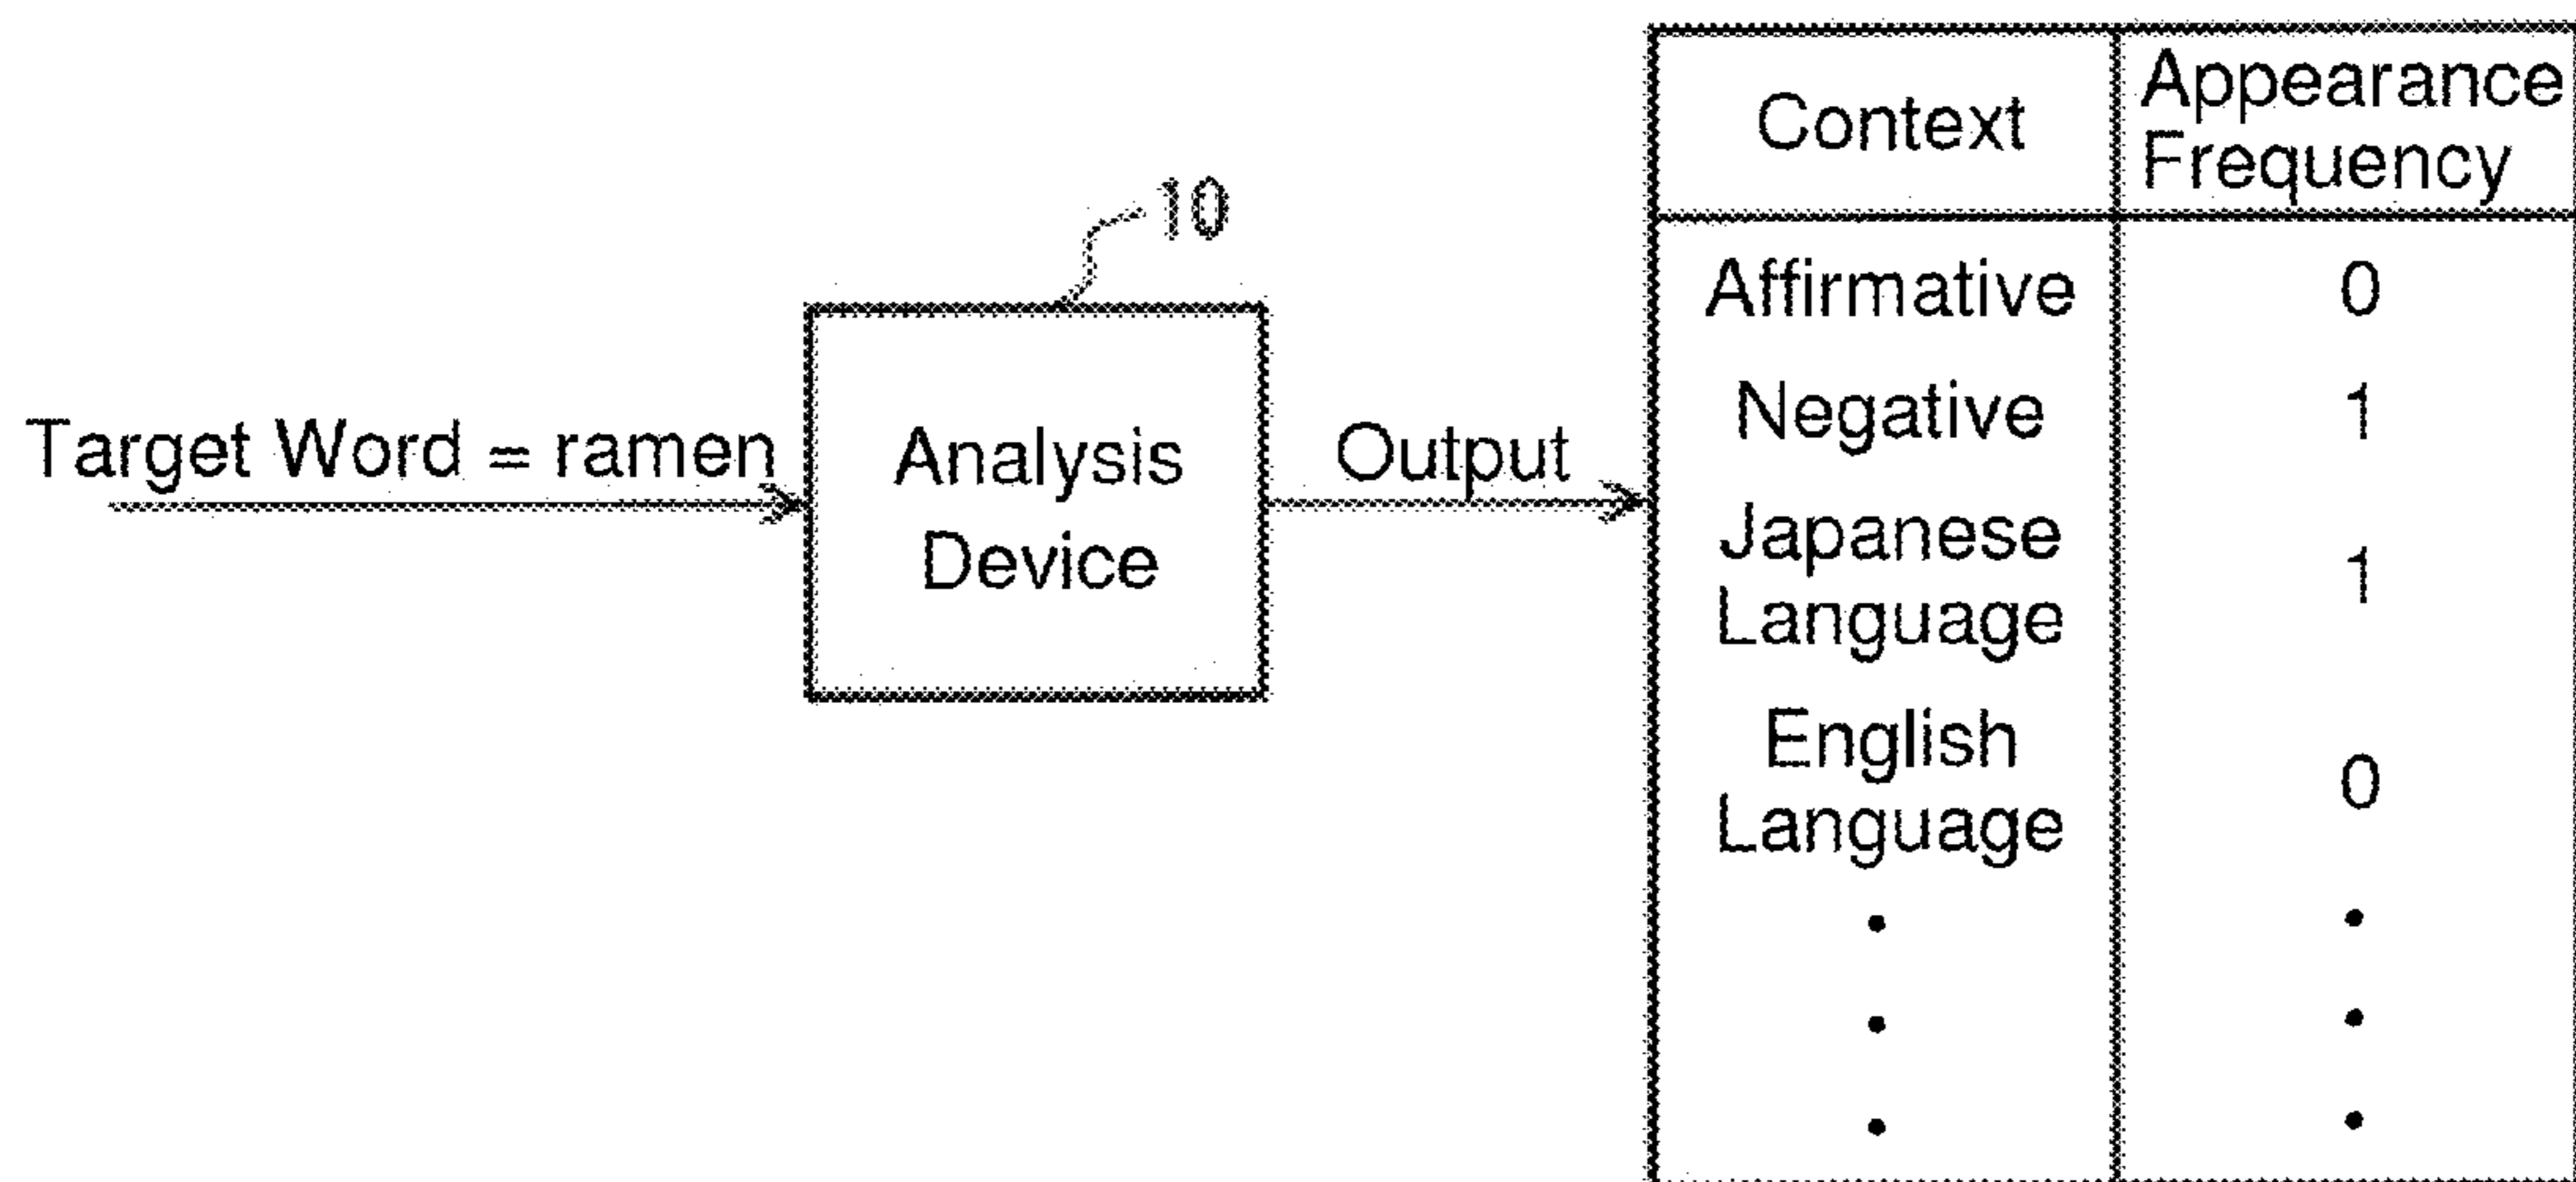 Target Word = ramen
10
Analysis
Device
Output
Context
Appearance
Frequency
Affirmative 0
Negative 1
Japanese
Language
1
English
Language
0